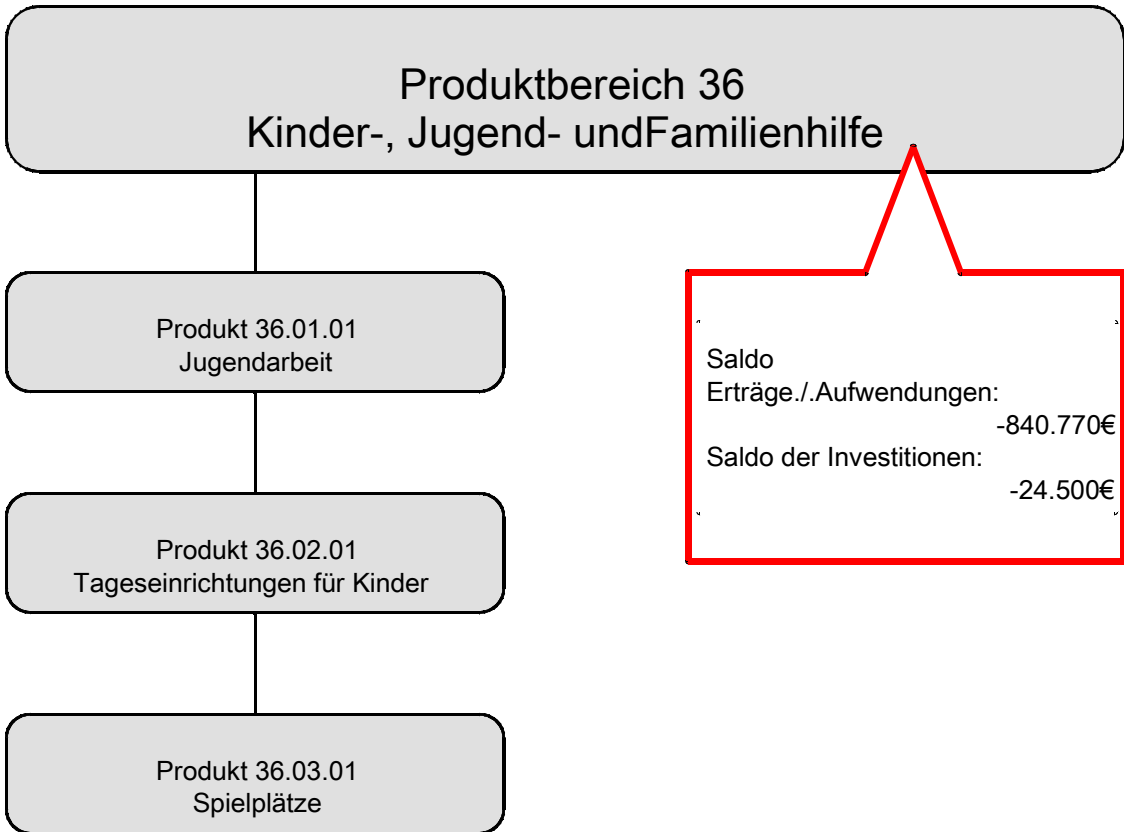 Produktbereich 36
Kinder-, Jugend- undFamilienhilfe
Produkt 36.01.01
Jugendarbeit
Saldo
Erträge./.Aufwendungen:
-840.770€
Saldo der Investitionen:
-24.500€
Produkt 36.02.01
Tageseinrichtungen für Kinder
Produkt 36.03.01
Spielplätze